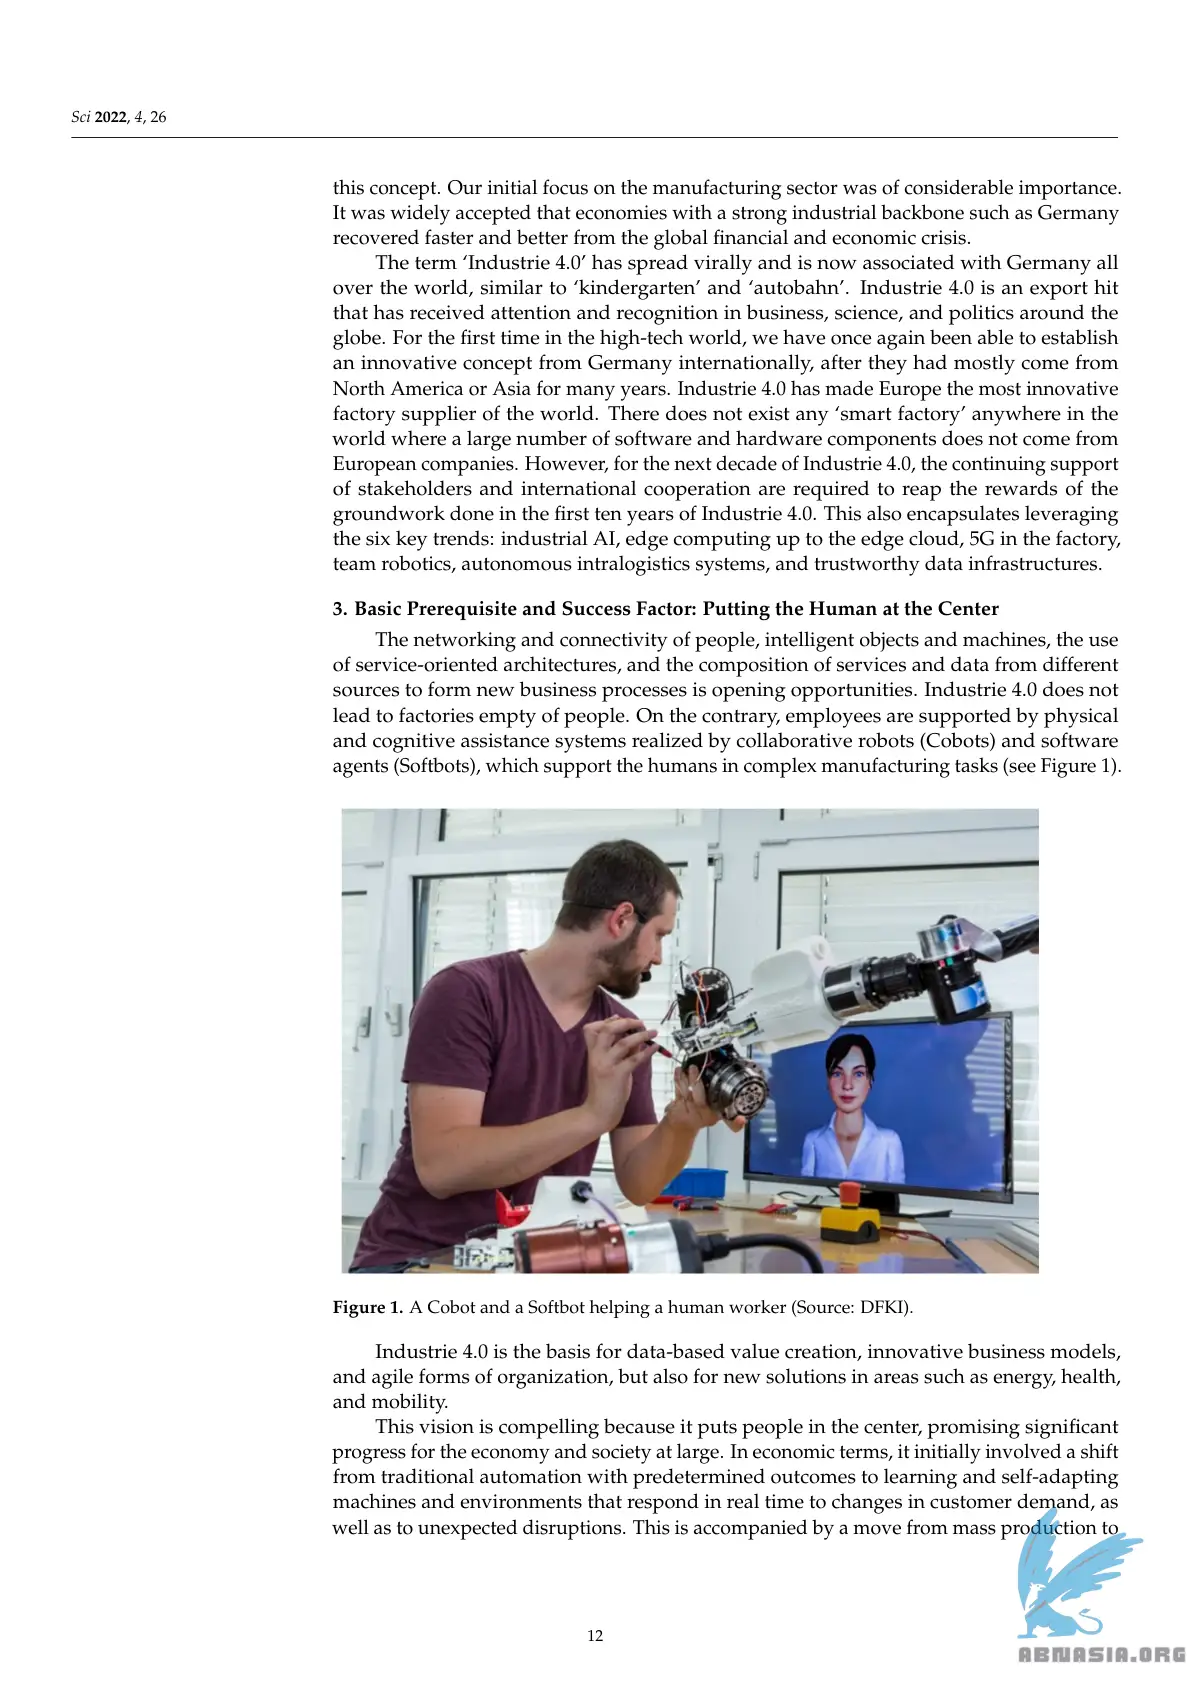 Sci 2022, 4, 26
this concept. Our initial focus on the manufacturing sector was of considerable importance.
It was widely accepted that economies with a strong industrial backbone such as Germany
recovered faster and better from the global financial and economic crisis.
The term ‘Industrie 4.0’ has spread virally and is now associated with Germany all
over the world, similar to ‘kindergarten’ and ‘autobahn’. Industrie 4.0 is an export hit
that has received attention and recognition in business, science, and politics around the
globe. For the first time in the high-tech world, we have once again been able to establish
an innovative concept from Germany internationally, after they had mostly come from
North America or Asia for many years. Industrie 4.0 has made Europe the most innovative
factory supplier of the world. There does not exist any ‘smart factory’ anywhere in the
world where a large number of software and hardware components does not come from
European companies. However, for the next decade of Industrie 4.0, the continuing support
of stakeholders and international cooperation are required to reap the rewards of the
groundwork done in the first ten years of Industrie 4.0. This also encapsulates leveraging
the six key trends: industrial AI, edge computing up to the edge cloud, 5G in the factory,
team robotics, autonomous intralogistics systems, and trustworthy data infrastructures.
3. Basic Prerequisite and Success Factor: Putting the Human at the Center
The networking and connectivity of people, intelligent objects and machines, the use
of service-oriented architectures, and the composition of services and data from different
sources to form new business processes is opening opportunities. Industrie 4.0 does not
lead to factories empty of people. On the contrary, employees are supported by physical
and cognitive assistance systems realized by collaborative robots (Cobots) and software
agents (Softbots), which support the humans in complex manufacturing tasks (see Figure 1).
Figure 1. A Cobot and a Softbot helping a human worker (Source: DFKI).
Industrie 4.0 is the basis for data-based value creation, innovative business models,
and agile forms of organization, but also for new solutions in areas such as energy, health,
and mobility.
This vision is compelling because it puts people in the center, promising significant
progress for the economy and society at large. In economic terms, it initially involved a shift
from traditional automation with predetermined outcomes to learning and self-adapting
machines and environments that respond in real time to changes in customer demand, as
well as to unexpected disruptions. This is accompanied by a move from mass production to
12
ABNASIA.ORG